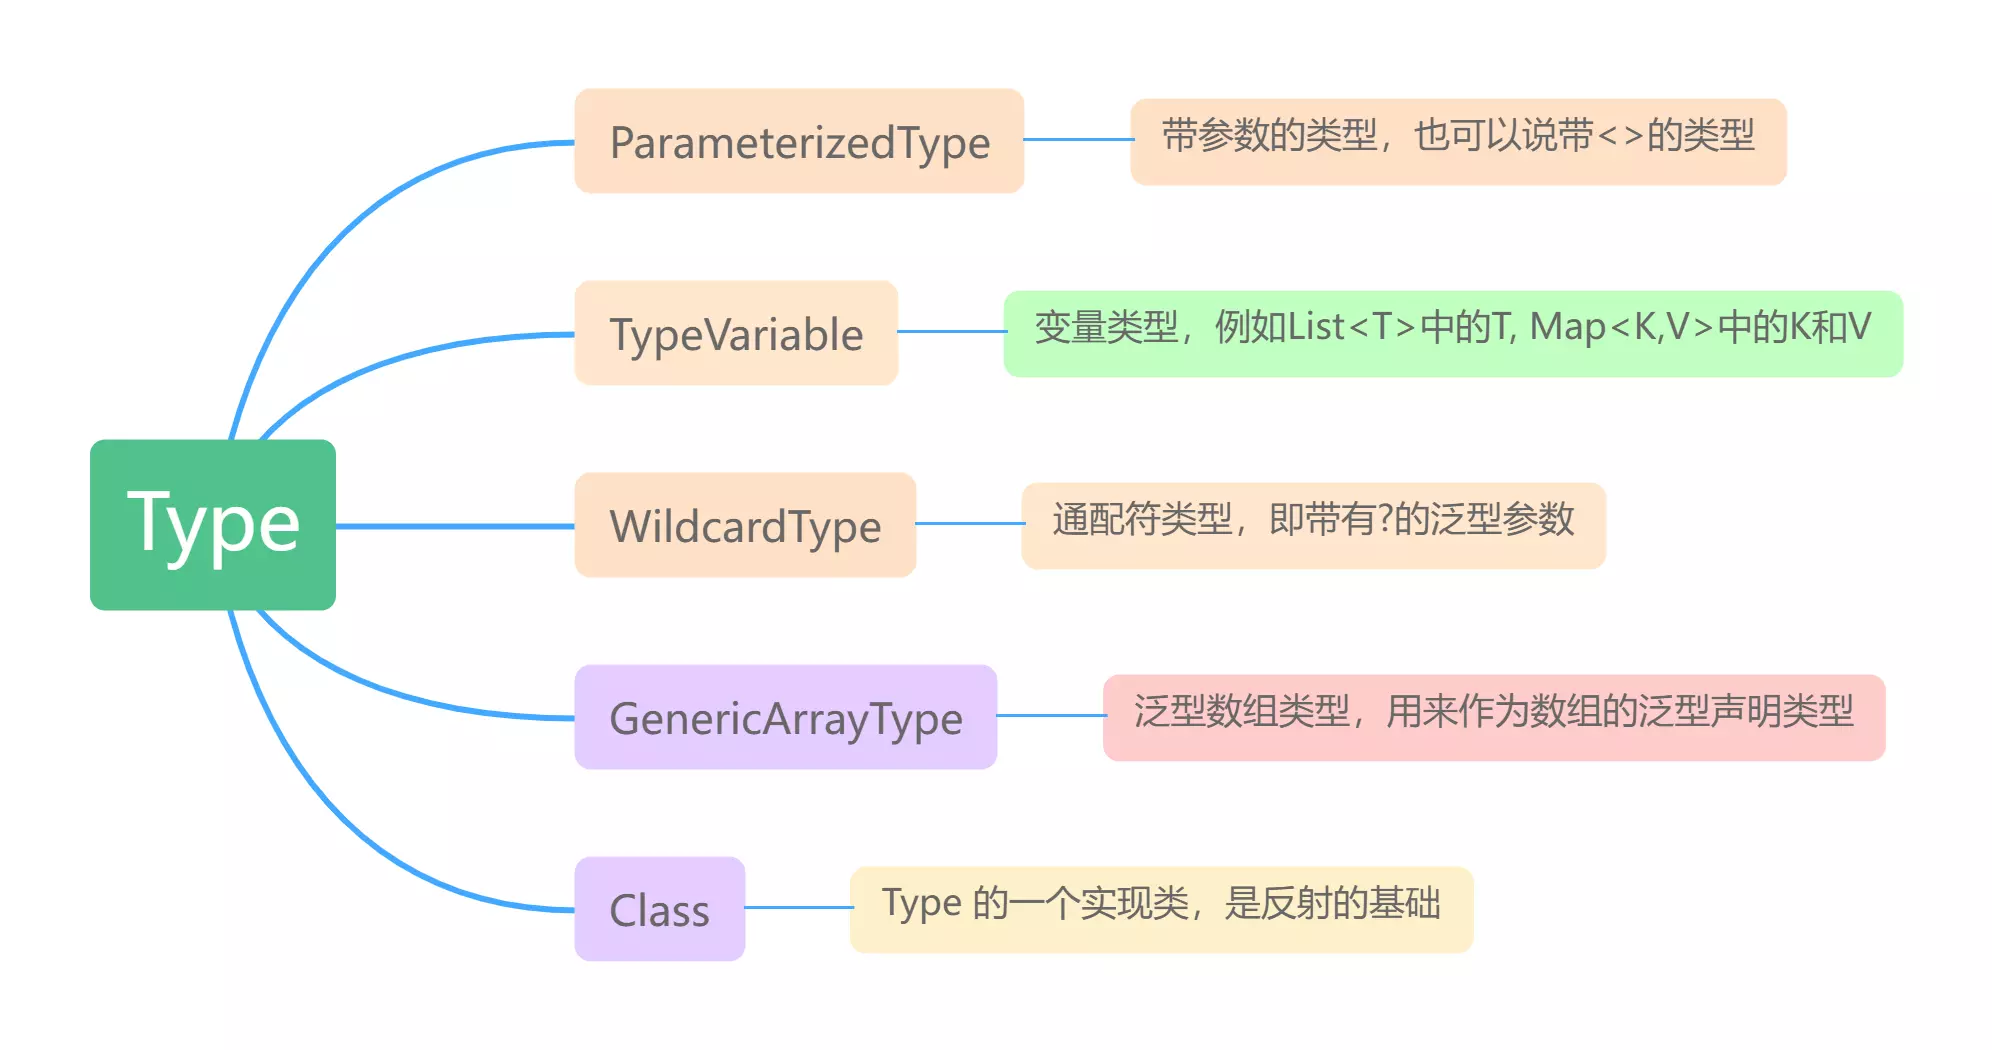 Type
ParameterizedType
带参数的类型，也可以说带<>的类型
TypeVariable
变量类型，例如List<T>中的T, Map<K,V>中的K和V
WildcardType
通配符类型，即带有?的泛型参数
GenericArrayType
泛型数组类型，用来作为数组的泛型声明类型
Class
Type 的一个实现类，是反射的基础